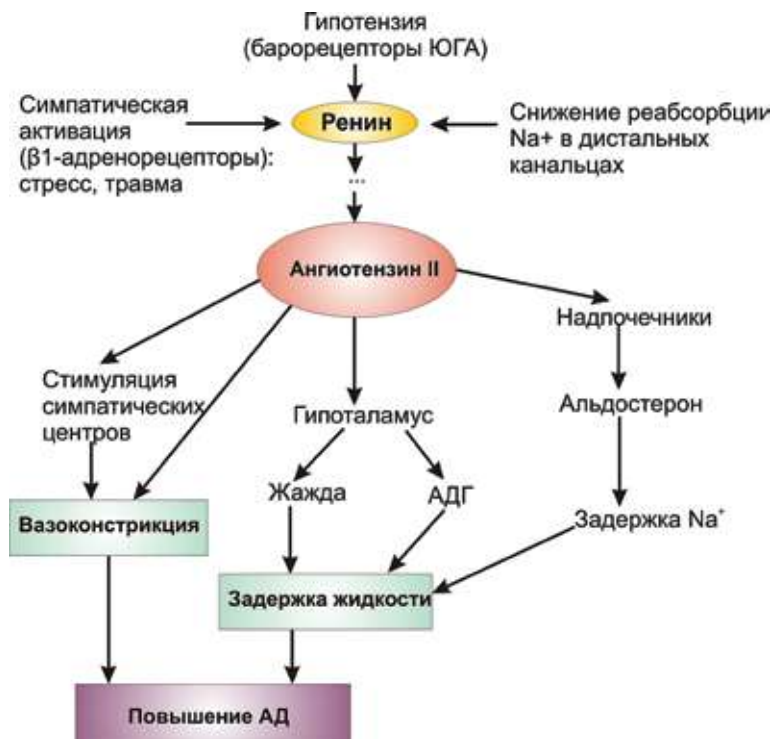 Гипотензия
(барорецепторы ЮГА)
Симпатическая
активация
(β1-адренорецепторы):
стресс, травма
Ренин
Снижение реабсорбции
Na+ в дистальных
канальцах
...
Ангиотензин II
Надпочечники
Стимуляция
симпатических
центров
Гипоталамус
Альдостерон
Жажда
АДГ
Задержка Na⁺
Вазоконстрикция
Задержка жидкости
Повышение АД